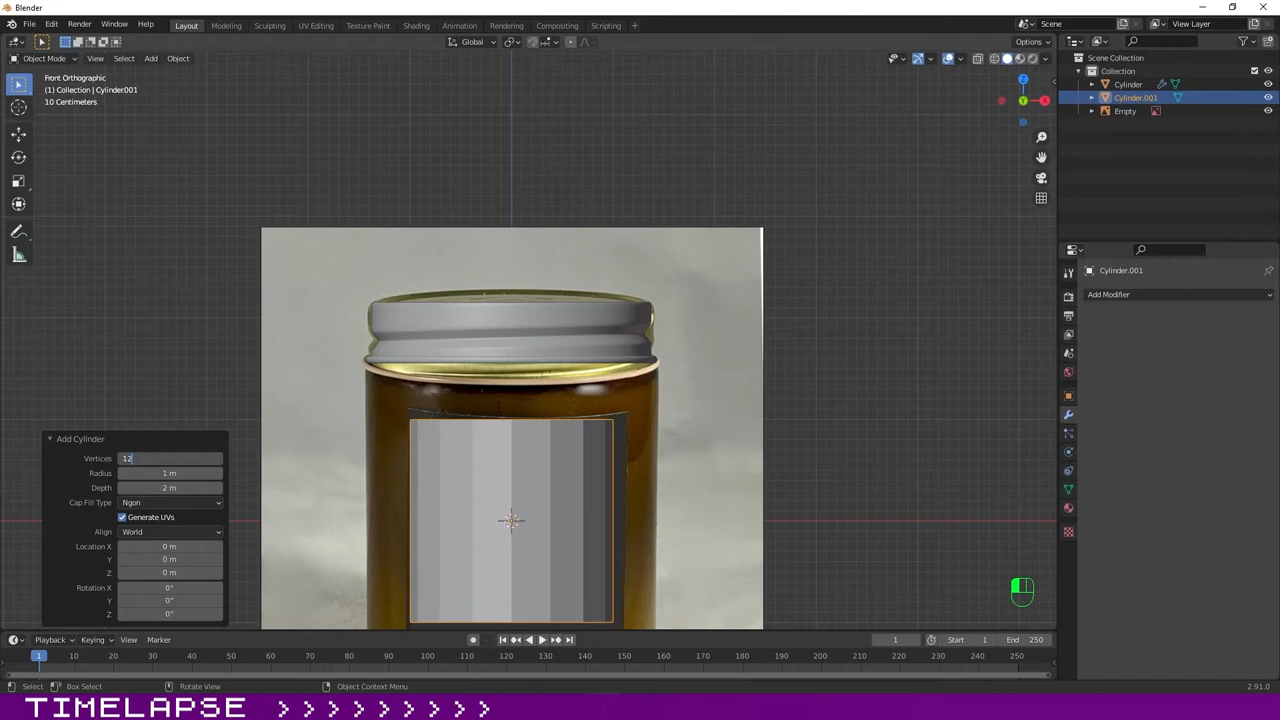 Blender
File Edit Render Window Help Layout Modeling Sculpting UV Editing Texture Paint Shading Animation Rendering Compositing Scripting + Scene View Layer
Global Options
Object Mode View Select Add Object
Front Orthographic
(1) Collection | Cylinder.001
10 Centimeters
Z
Y
X
Scene Collection
Collection
Cylinder
Cylinder.001
Empty
Cylinder.001
Add Modifier
Add Cylinder
Vertices 12
Radius 1 m
Depth 2 m
Cap Fill Type Ngon
Generate UVs
Align World
Location X 0 m
Y 0 m
Z 0 m
Rotation X 0°
Y 0°
Z 0°
Playback Keying View Marker 1 Start 1 End 250
1 10 20 30 40 50 60 70 80 90 100 110 120 130 140 150 160 170 180 190 200 210 220 230 240 250
Select Box Select Rotate View Object Context Menu 2.91.0
TIMELAPSE > > > > > > > > >